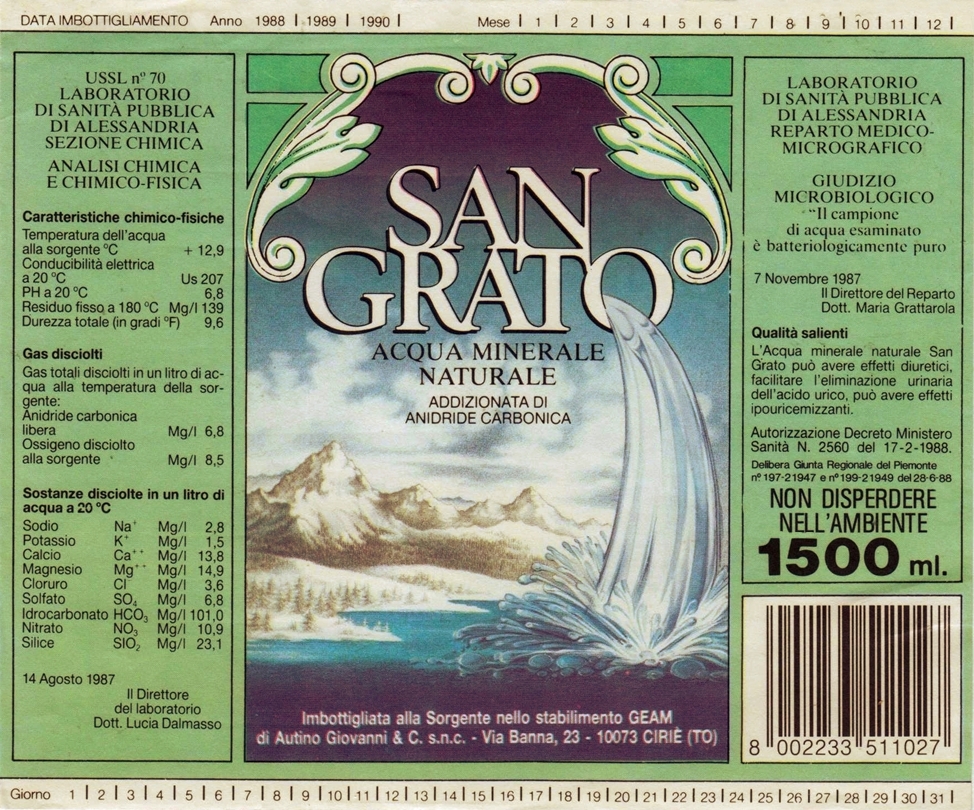 DATA IMBOTTIGLIAMENTO Anno 1988 | 1989 | 1990 | Mese | 1 | 2 | 3 | 4 | 5 | 6 | 7 | 8 | 9 | 10 | 11 | 12 |
USSL nº 70
LABORATORIO
DI SANITÀ PUBBLICA
DI ALESSANDRIA
SEZIONE CHIMICA
ANALISI CHIMICA
E CHIMICO-FISICA
Caratteristiche chimico-fisiche
Temperatura dell'acqua
alla sorgente ºC + 12,9
Conducibilità elettrica
a 20 ºC Us 207
PH a 20 ºC 6,8
Residuo fisso a 180 ºC Mg/l 139
Durezza totale (in gradi ºF) 9,6
Gas disciolti
Gas totali disciolti in un litro di ac-
qua alla temperatura della sor-
gente:
Anidride carbonica
libera Mg/l 6,8
Ossigeno disciolto
alla sorgente Mg/l 8,5
Sostanze disciolte in un litro di
acqua a 20 ºC
Sodio Na⁺ Mg/l 2,8
Potassio K⁺ Mg/l 1,5
Calcio Ca⁺⁺ Mg/l 13,8
Magnesio Mg⁺⁺ Mg/l 14,9
Cloruro Cl⁻ Mg/l 3,6
Solfato SO₄ Mg/l 6,8
Idrocarbonato HCO₃ Mg/l 101,0
Nitrato NO₃ Mg/l 10,9
Silice SIO₂ Mg/l 23,1
14 Agosto 1987
Il Direttore
del laboratorio
Dott. Lucia Dalmasso
SAN
GRATO
ACQUA MINERALE
NATURALE
ADDIZIONATA DI
ANIDRIDE CARBONICA
Imbottigliata alla Sorgente nello stabilimento GEAM
di Autino Giovanni & C. s.n.c. - Via Banna, 23 - 10073 CIRIÈ (TO)
LABORATORIO
DI SANITÀ PUBBLICA
DI ALESSANDRIA
REPARTO MEDICO-
MICROGRAFICO
GIUDIZIO
MICROBIOLOGICO
"Il campione
di acqua esaminato
è batteriologicamente puro
7 Novembre 1987
Il Direttore del Reparto
Dott. Maria Grattarola
Qualità salienti
L'Acqua minerale naturale San
Grato può avere effetti diuretici,
facilitare l'eliminazione urinaria
dell'acido urico, può avere effetti
ipouricemizzanti.
Autorizzazione Decreto Ministero
Sanità N. 2560 del 17-2-1988.
Delibera Giunta Regionale del Piemonte
nº 197-21947 e nº 199-21949 del 28-6-88
NON DISPERDERE
NELL'AMBIENTE
1500 ml.
8 002233 511027
Giorno 1 | 2 | 3 | 4 | 5 | 6 | 7 | 8 | 9 | 10 | 11 | 12 | 13 | 14 | 15 | 16 | 17 | 18 | 19 | 20 | 21 | 22 | 23 | 24 | 25 | 26 | 27 | 28 | 29 | 30 | 31 |